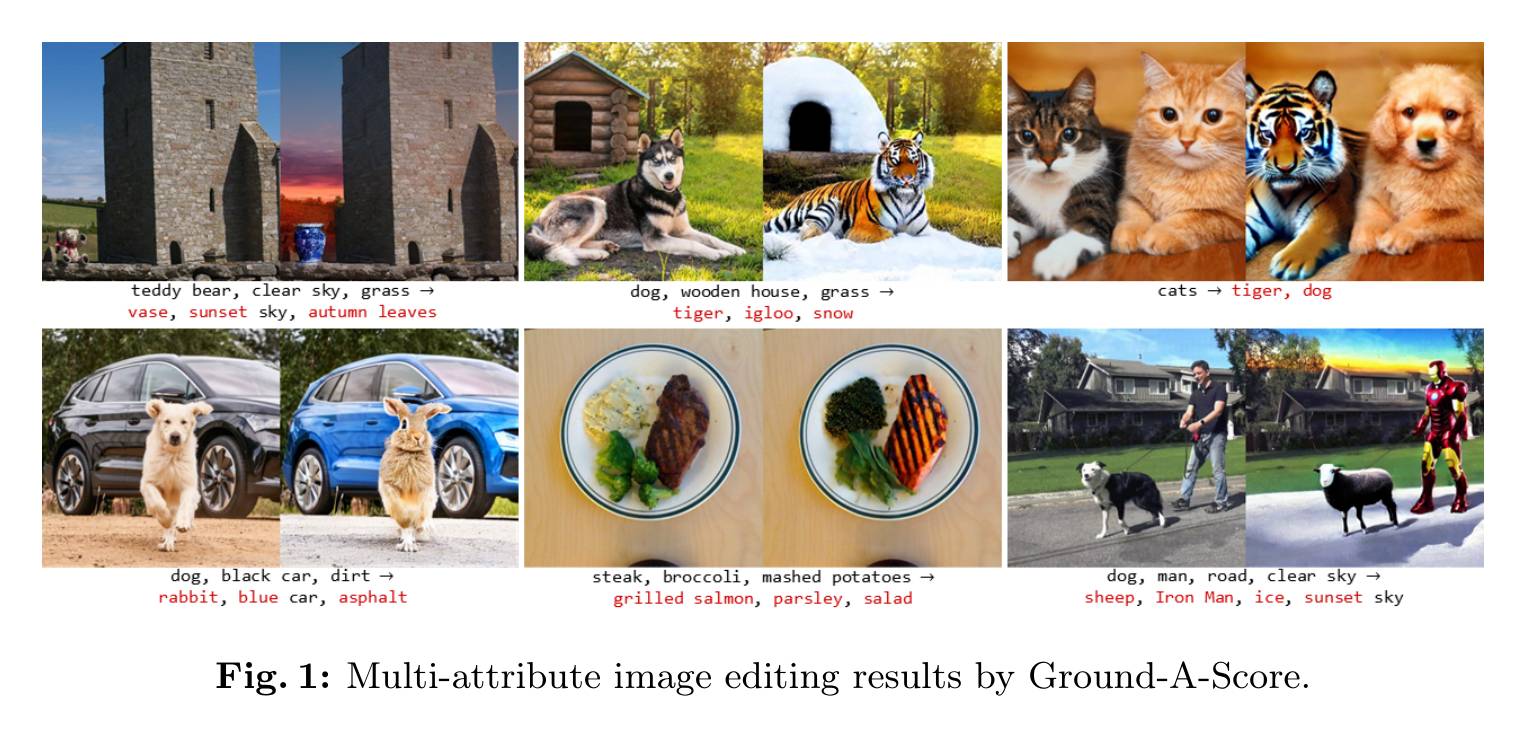 teddy bear, clear sky, grass →
vase, sunset sky, autumn leaves
dog, wooden house, grass →
tiger, igloo, snow
cats → tiger, dog
dog, black car, dirt →
rabbit, blue car, asphalt
steak, broccoli, mashed potatoes →
grilled salmon, parsley, salad
dog, man, road, clear sky →
sheep, Iron Man, ice, sunset sky
Fig. 1: Multi-attribute image editing results by Ground-A-Score.